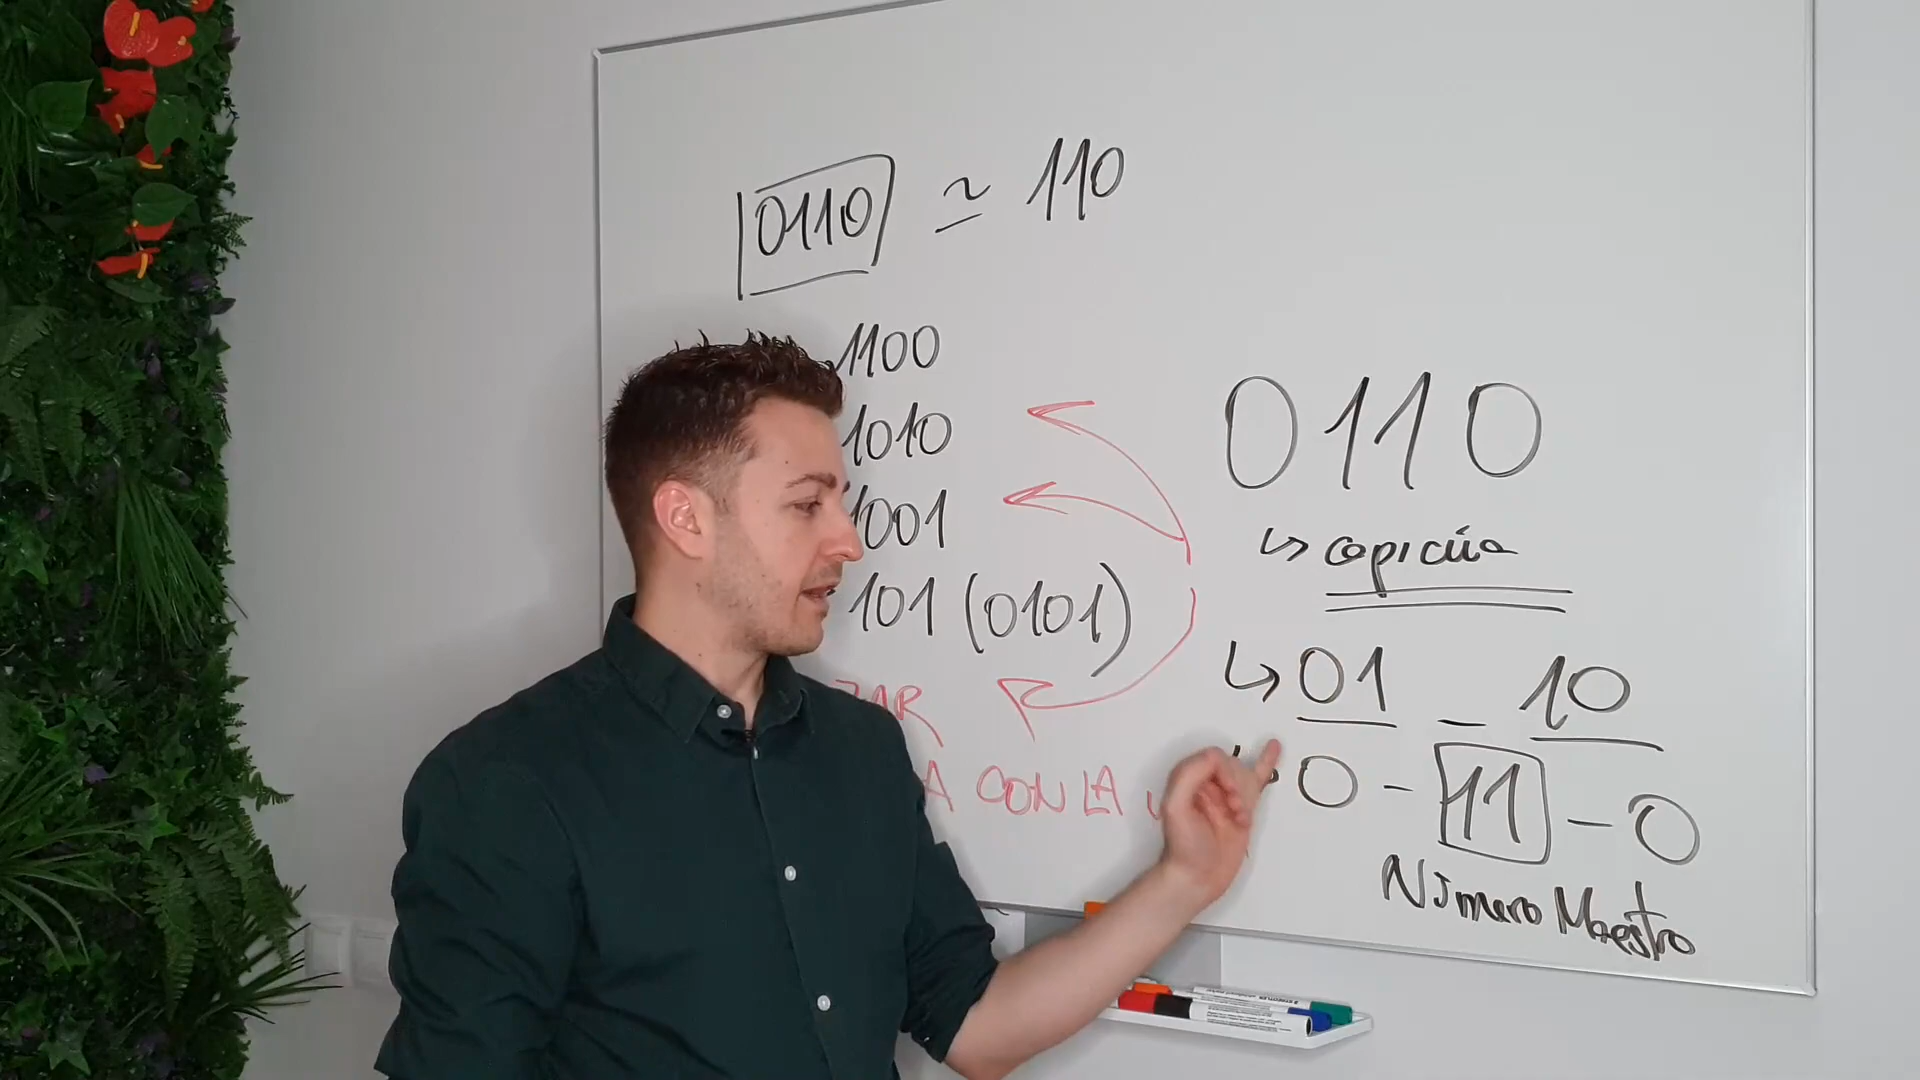 0110 ≃ 110
1100
1010
1001
101 (0101)
ZAR
A CON LA
0110
↳ capicúa
↳ 01 - 10
↳ 0 - 11 - 0
Número Maestro